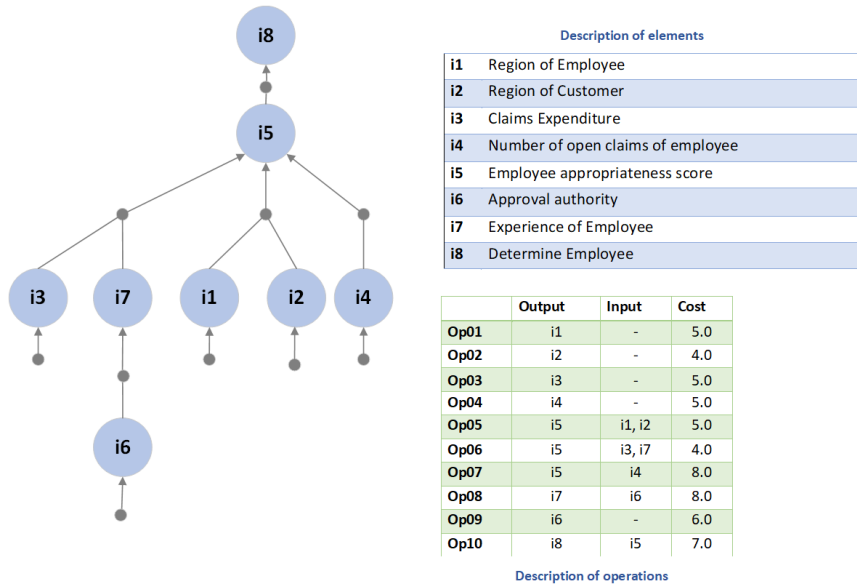 i8
i5
i3 i7 i1 i2 i4
i6
Description of elements
i1 Region of Employee
i2 Region of Customer
i3 Claims Expenditure
i4 Number of open claims of employee
i5 Employee appropriateness score
i6 Approval authority
i7 Experience of Employee
i8 Determine Employee
Output Input Cost
Op01 i1 - 5.0
Op02 i2 - 4.0
Op03 i3 - 5.0
Op04 i4 - 5.0
Op05 i5 i1, i2 5.0
Op06 i5 i3, i7 4.0
Op07 i5 i4 8.0
Op08 i7 i6 8.0
Op09 i6 - 6.0
Op10 i8 i5 7.0
Description of operations